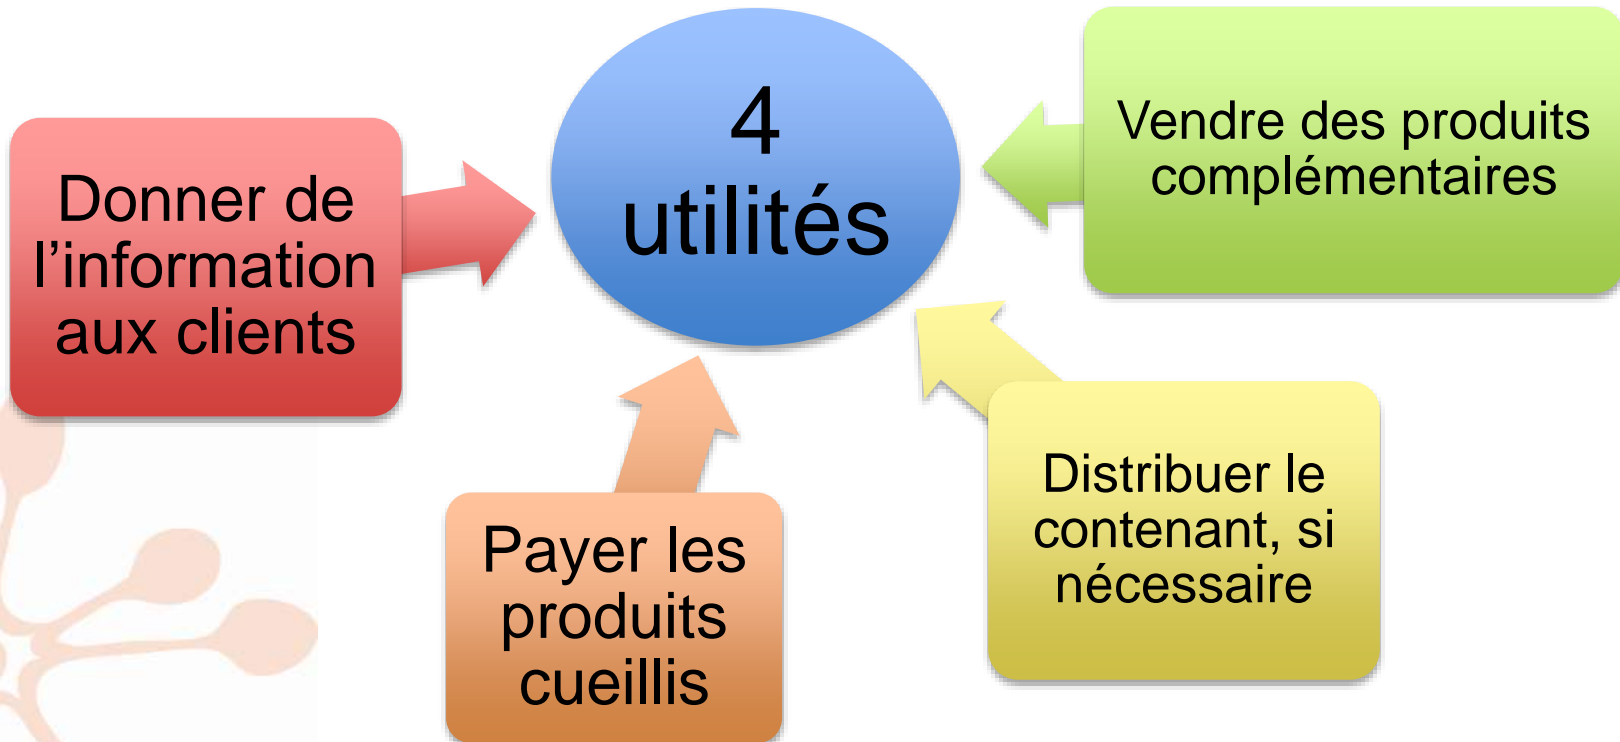 4
utilités
Donner de
l’information
aux clients
Payer les
produits
cueillis
Distribuer le
contenant, si
nécessaire
Vendre des produits
complémentaires